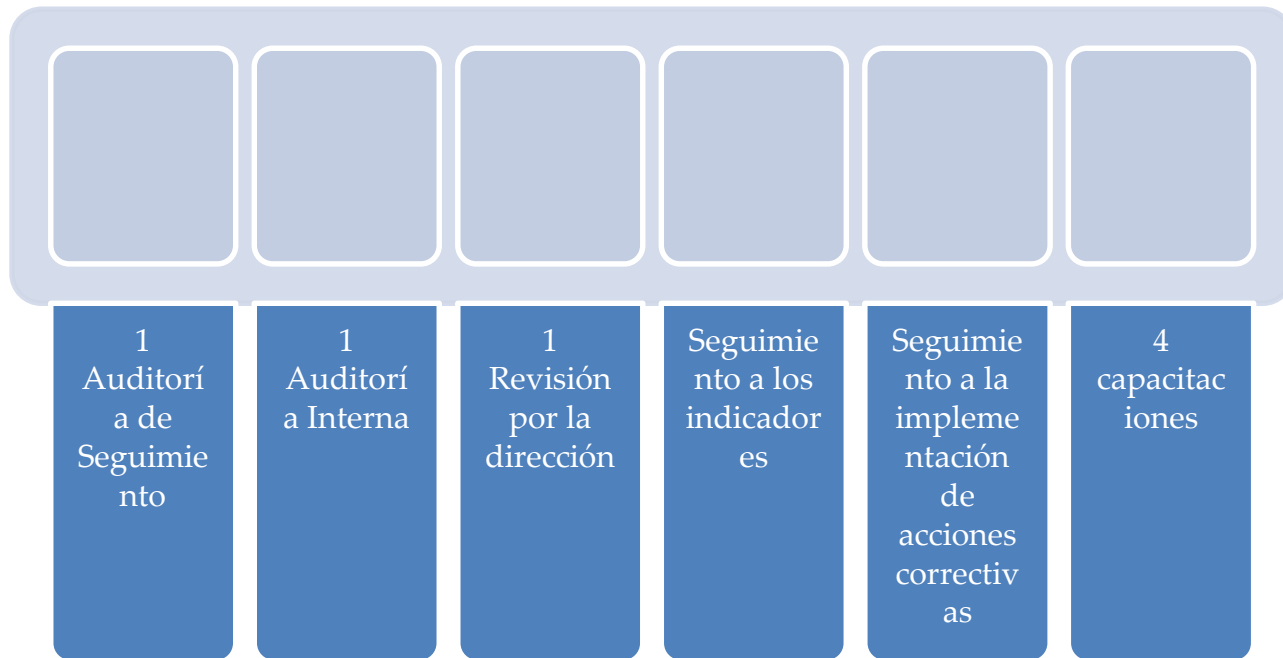 1
Auditorí
a de
Seguimie
nto
1
Auditorí
a Interna
1
Revisión
por la
dirección
Seguimie
nto a los
indicador
es
Seguimie
nto a la
impleme
ntación
de
acciones
correctiv
as
4
capacitac
iones